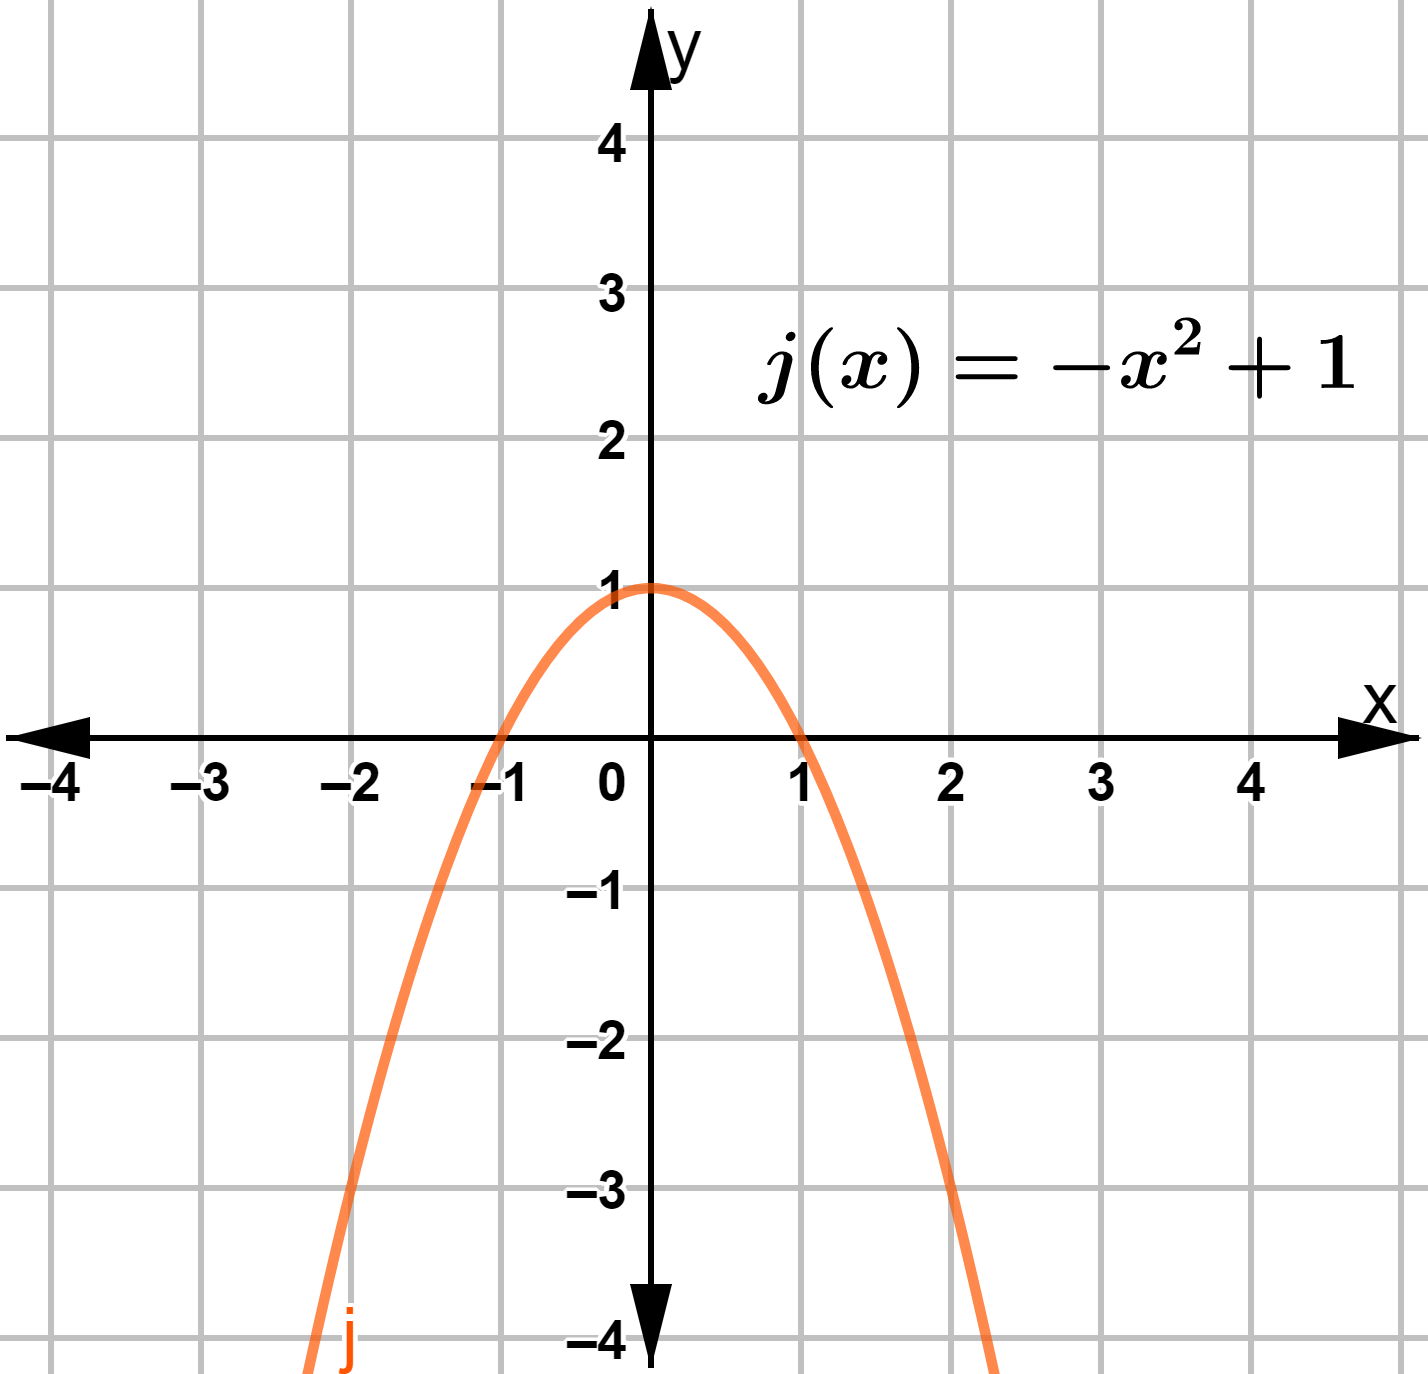 y
4
3
j(x) = −x² + 1
2
1
x
–4 –3 –2 –1 0 1 2 3 4
–1
–2
–3
–4
j